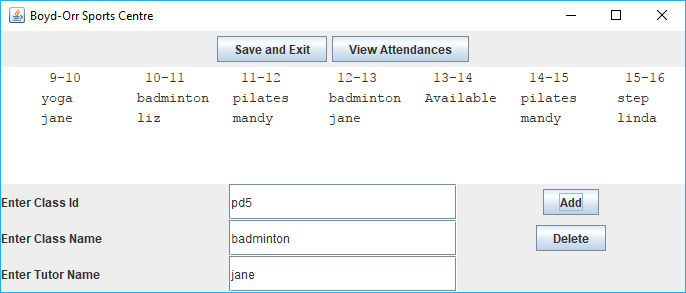 Boyd-Orr Sports Centre
Save and Exit View Attendances
9-10 10-11 11-12 12-13 13-14 14-15 15-16
yoga badminton pilates badminton Available pilates step
jane liz mandy jane mandy linda
Enter Class Id pd5 Add
Enter Class Name badminton Delete
Enter Tutor Name jane